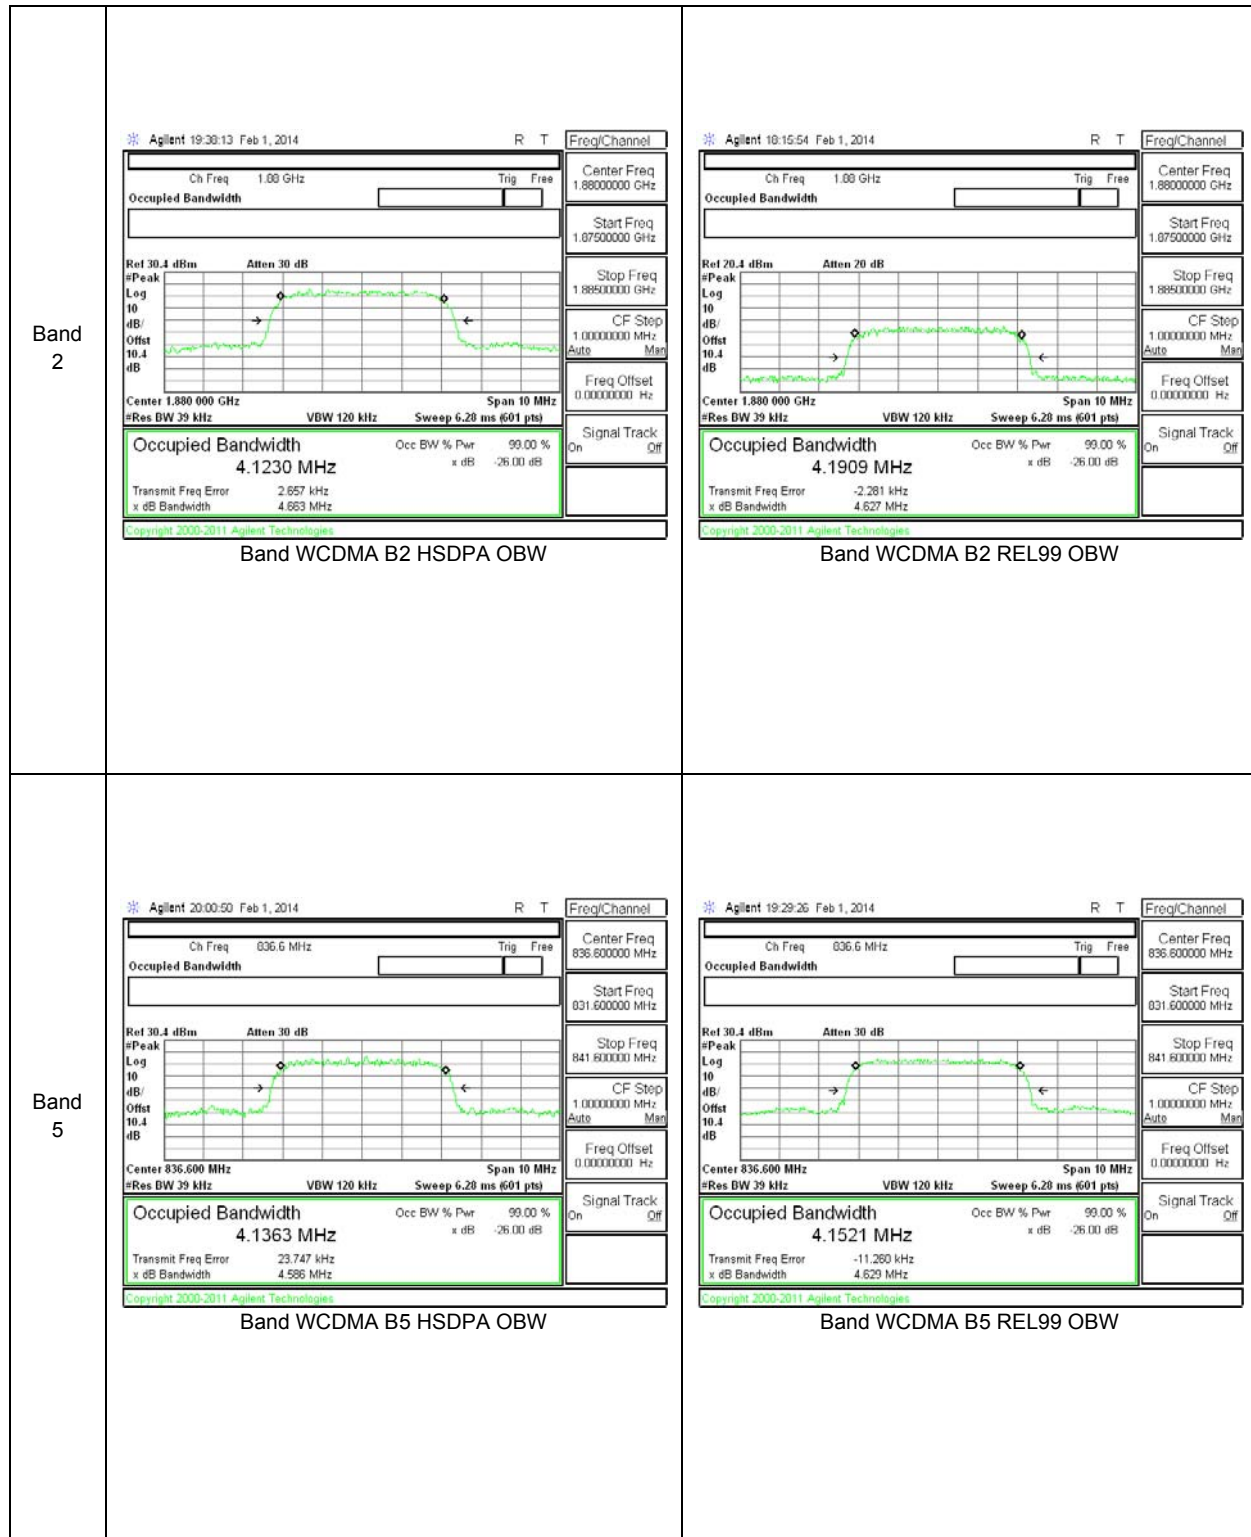 Band
2
Agilent 19:38:13 Feb 1, 2014 R T
Freq/Channel
Ch Freq 1.88 GHz Trig Free
Occupied Bandwidth
Center Freq
1.88000000 GHz
Start Freq
1.87500000 GHz
Stop Freq
1.88500000 GHz
CF Step
1.00000000 MHz
Auto Man
Freq Offset
0.00000000 Hz
Signal Track
On Off
Ref 30.4 dBm Atten 30 dB
#Peak
Log
10
dB/
Offst
10.4
dB
Center 1.880 000 GHz Span 10 MHz
#Res BW 39 kHz VBW 120 kHz Sweep 6.28 ms (601 pts)
Occupied Bandwidth Occ BW % Pwr 99.00 %
4.1230 MHz x dB -26.00 dB
Transmit Freq Error 2.657 kHz
x dB Bandwidth 4.663 MHz
Copyright 2000-2011 Agilent Technologies
Band WCDMA B2 HSDPA OBW
Agilent 18:15:54 Feb 1, 2014 R T
Freq/Channel
Ch Freq 1.88 GHz Trig Free
Occupied Bandwidth
Center Freq
1.88000000 GHz
Start Freq
1.87500000 GHz
Stop Freq
1.88500000 GHz
CF Step
1.00000000 MHz
Auto Man
Freq Offset
0.00000000 Hz
Signal Track
On Off
Ref 20.4 dBm Atten 20 dB
#Peak
Log
10
dB/
Offst
10.4
dB
Center 1.880 000 GHz Span 10 MHz
#Res BW 39 kHz VBW 120 kHz Sweep 6.28 ms (601 pts)
Occupied Bandwidth Occ BW % Pwr 99.00 %
4.1909 MHz x dB -26.00 dB
Transmit Freq Error -2.281 kHz
x dB Bandwidth 4.627 MHz
Copyright 2000-2011 Agilent Technologies
Band WCDMA B2 REL99 OBW
Band
5
Agilent 20:00:50 Feb 1, 2014 R T
Freq/Channel
Ch Freq 836.6 MHz Trig Free
Occupied Bandwidth
Center Freq
836.600000 MHz
Start Freq
831.600000 MHz
Stop Freq
841.600000 MHz
CF Step
1.00000000 MHz
Auto Man
Freq Offset
0.00000000 Hz
Signal Track
On Off
Ref 30.4 dBm Atten 30 dB
#Peak
Log
10
dB/
Offst
10.4
dB
Center 836.600 MHz Span 10 MHz
#Res BW 39 kHz VBW 120 kHz Sweep 6.28 ms (601 pts)
Occupied Bandwidth Occ BW % Pwr 99.00 %
4.1363 MHz x dB -26.00 dB
Transmit Freq Error 23.747 kHz
x dB Bandwidth 4.586 MHz
Copyright 2000-2011 Agilent Technologies
Band WCDMA B5 HSDPA OBW
Agilent 19:29:26 Feb 1, 2014 R T
Freq/Channel
Ch Freq 836.6 MHz Trig Free
Occupied Bandwidth
Center Freq
836.600000 MHz
Start Freq
831.600000 MHz
Stop Freq
841.600000 MHz
CF Step
1.00000000 MHz
Auto Man
Freq Offset
0.00000000 Hz
Signal Track
On Off
Ref 30.4 dBm Atten 30 dB
#Peak
Log
10
dB/
Offst
10.4
dB
Center 836.600 MHz Span 10 MHz
#Res BW 39 kHz VBW 120 kHz Sweep 6.28 ms (601 pts)
Occupied Bandwidth Occ BW % Pwr 99.00 %
4.1521 MHz x dB -26.00 dB
Transmit Freq Error -11.260 kHz
x dB Bandwidth 4.629 MHz
Copyright 2000-2011 Agilent Technologies
Band WCDMA B5 REL99 OBW